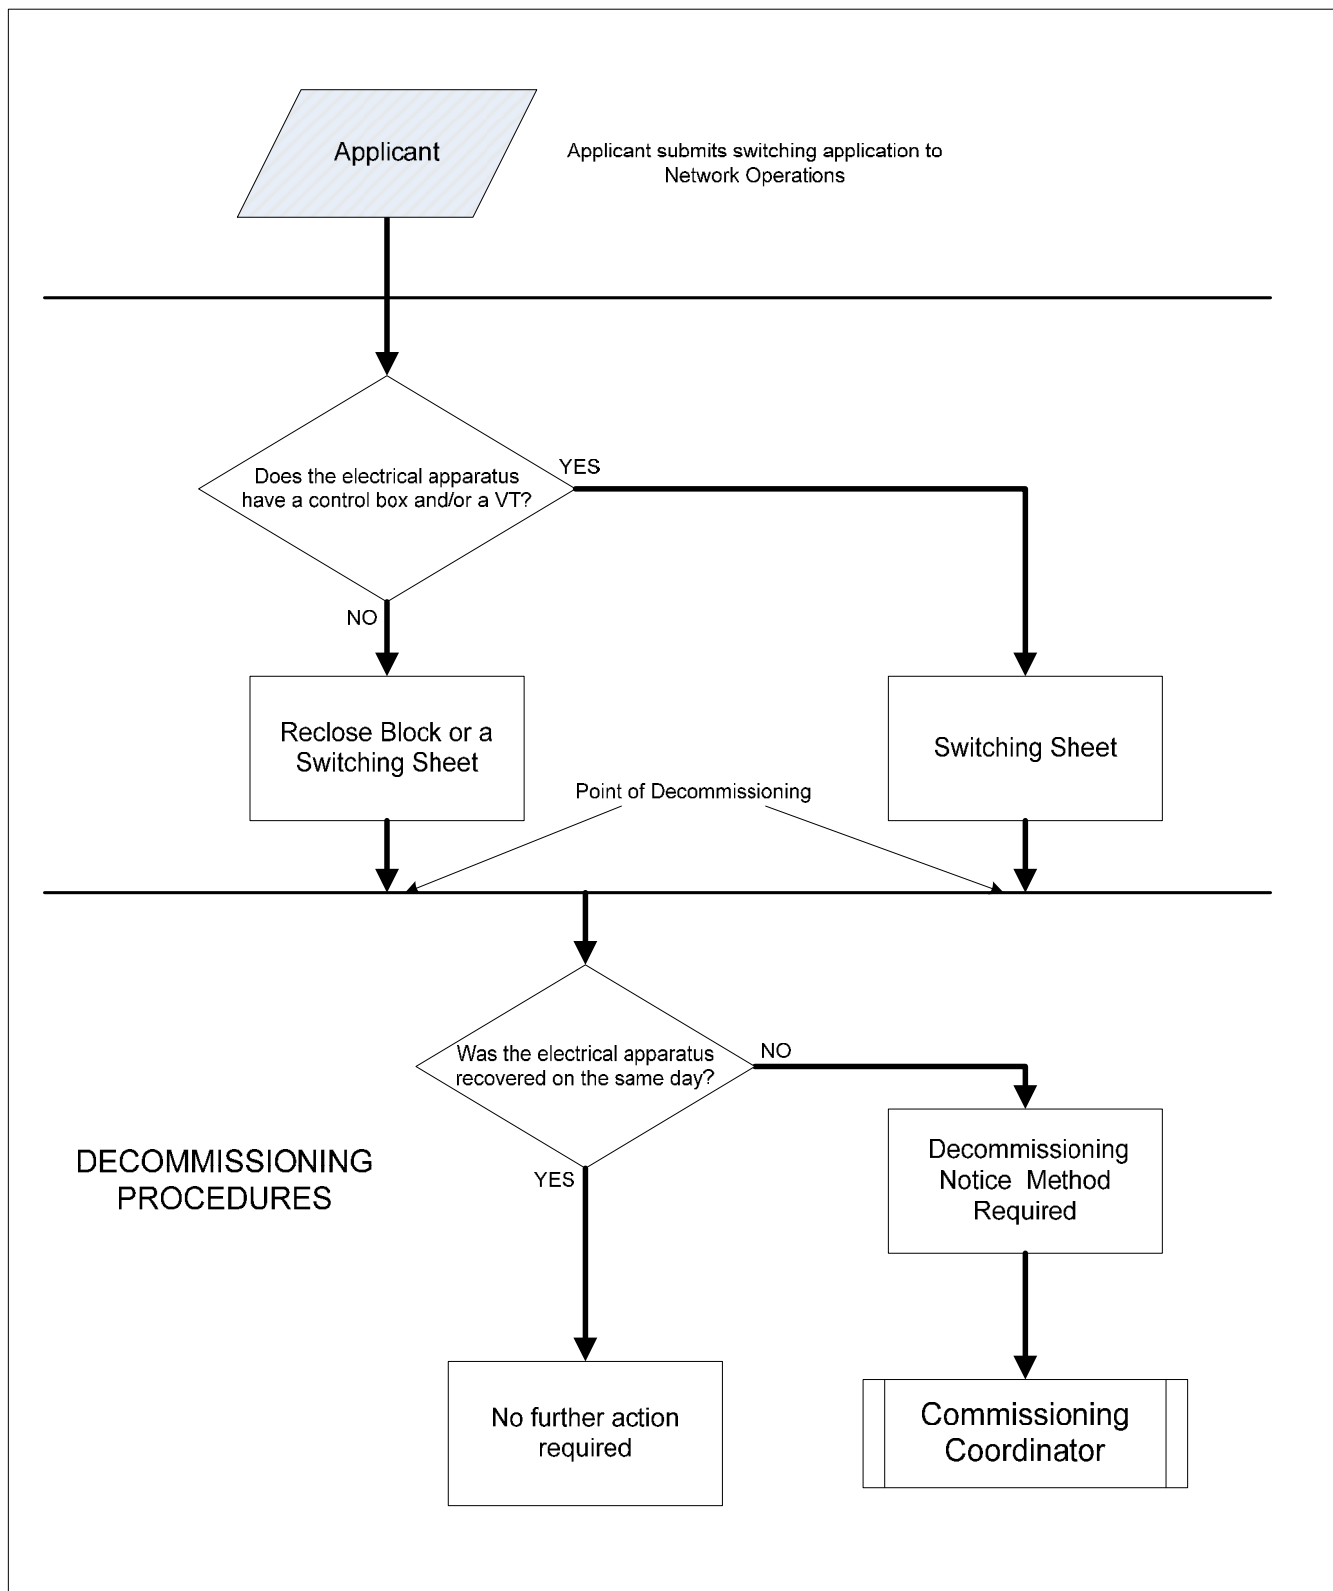 Applicant
Applicant submits switching application to
Network Operations
Does the electrical apparatus
have a control box and/or a VT?
YES
NO
Reclose Block or a
Switching Sheet
Switching Sheet
Point of Decommissioning
Was the electrical apparatus
recovered on the same day?
NO
YES
DECOMMISSIONING
PROCEDURES
Decommissioning
Notice Method
Required
No further action
required
Commissioning
Coordinator